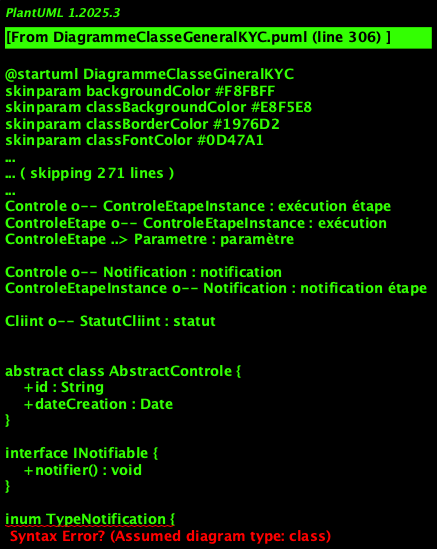 PlantUML 1.2025.3
[From DiagrammeClasseGeneralKYC.puml (line 306) ]
@startuml DiagrammeClasseGineralKYC
skinparam backgroundColor #F8FBFF
skinparam classBackgroundColor #E8F5E8
skinparam classBorderColor #1976D2
skinparam classFontColor #0D47A1
...
... ( skipping 271 lines )
...
Controle o-- ControleEtapeInstance : exécution étape
ControleEtape o-- ControleEtapeInstance : exécution
ControleEtape ..> Parametre : paramètre
Controle o-- Notification : notification
ControleEtapeInstance o-- Notification : notification étape
Cliint o-- StatutCliint : statut
abstract class AbstractControle {
+id : String
+dateCreation : Date
}
interface INotifiable {
+notifier() : void
}
inum TypeNotification {
Syntax Error? (Assumed diagram type: class)